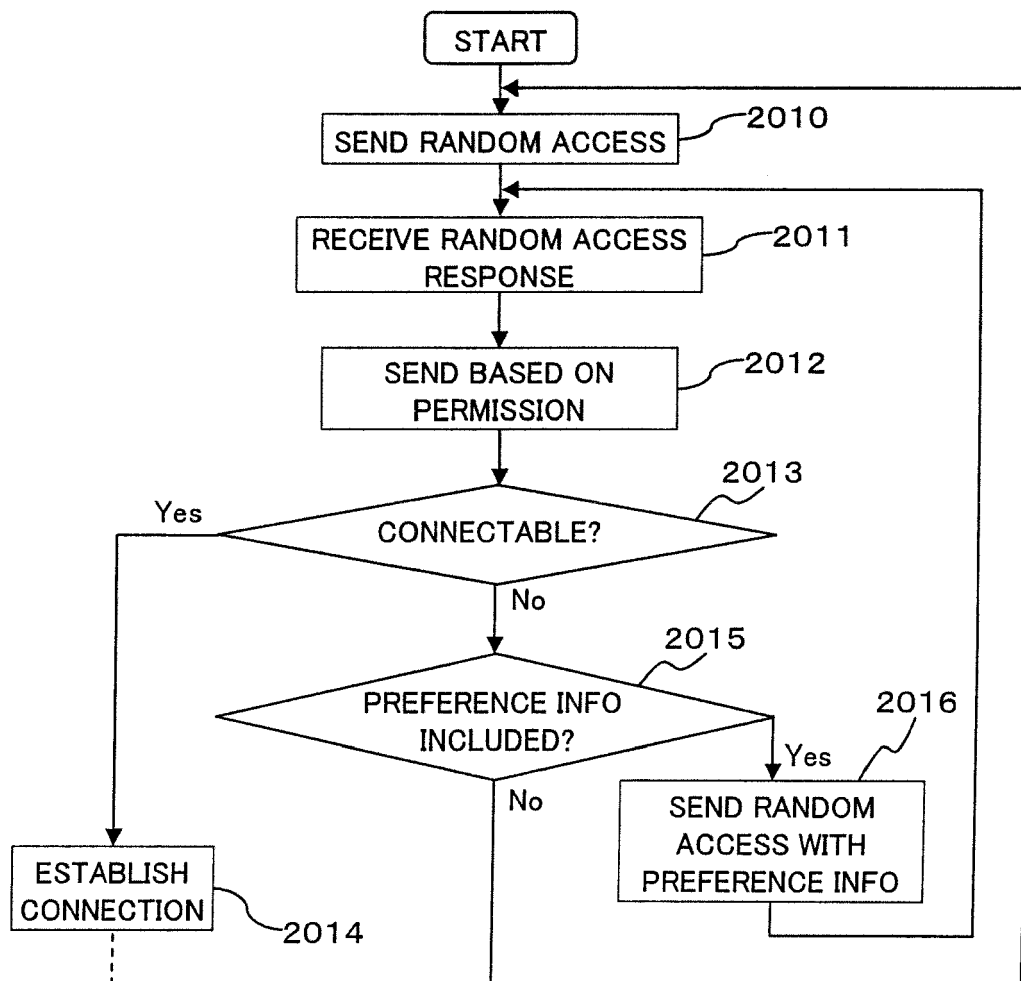 START
SEND RANDOM ACCESS
2010
RECEIVE RANDOM ACCESS
RESPONSE
2011
SEND BASED ON
PERMISSION
2012
CONNECTABLE?
2013
Yes
No
PREFERENCE INFO
INCLUDED?
2015
Yes
No
SEND RANDOM
ACCESS WITH
PREFERENCE INFO
2016
ESTABLISH
CONNECTION
2014